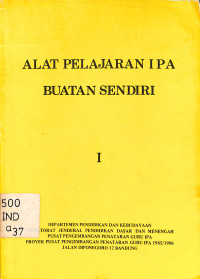 ALAT PELAJARAN IPA
BUATAN SENDIRI
I
500
IND
a37
DEPARTEMEN PENDIDIKAN DAN KEBUDAYAAN
TORAT JENDERAL PENDIDIKAN DASAR DAN MENENGAH
PUSAT PENGEMBANGAN PENATARAN GURU IPA
PROYEK PUSAT PENGEMBANGAN PENATARAN GURU IPA 1985/1986
JALAN DIPONEGORO 12 BANDUNG